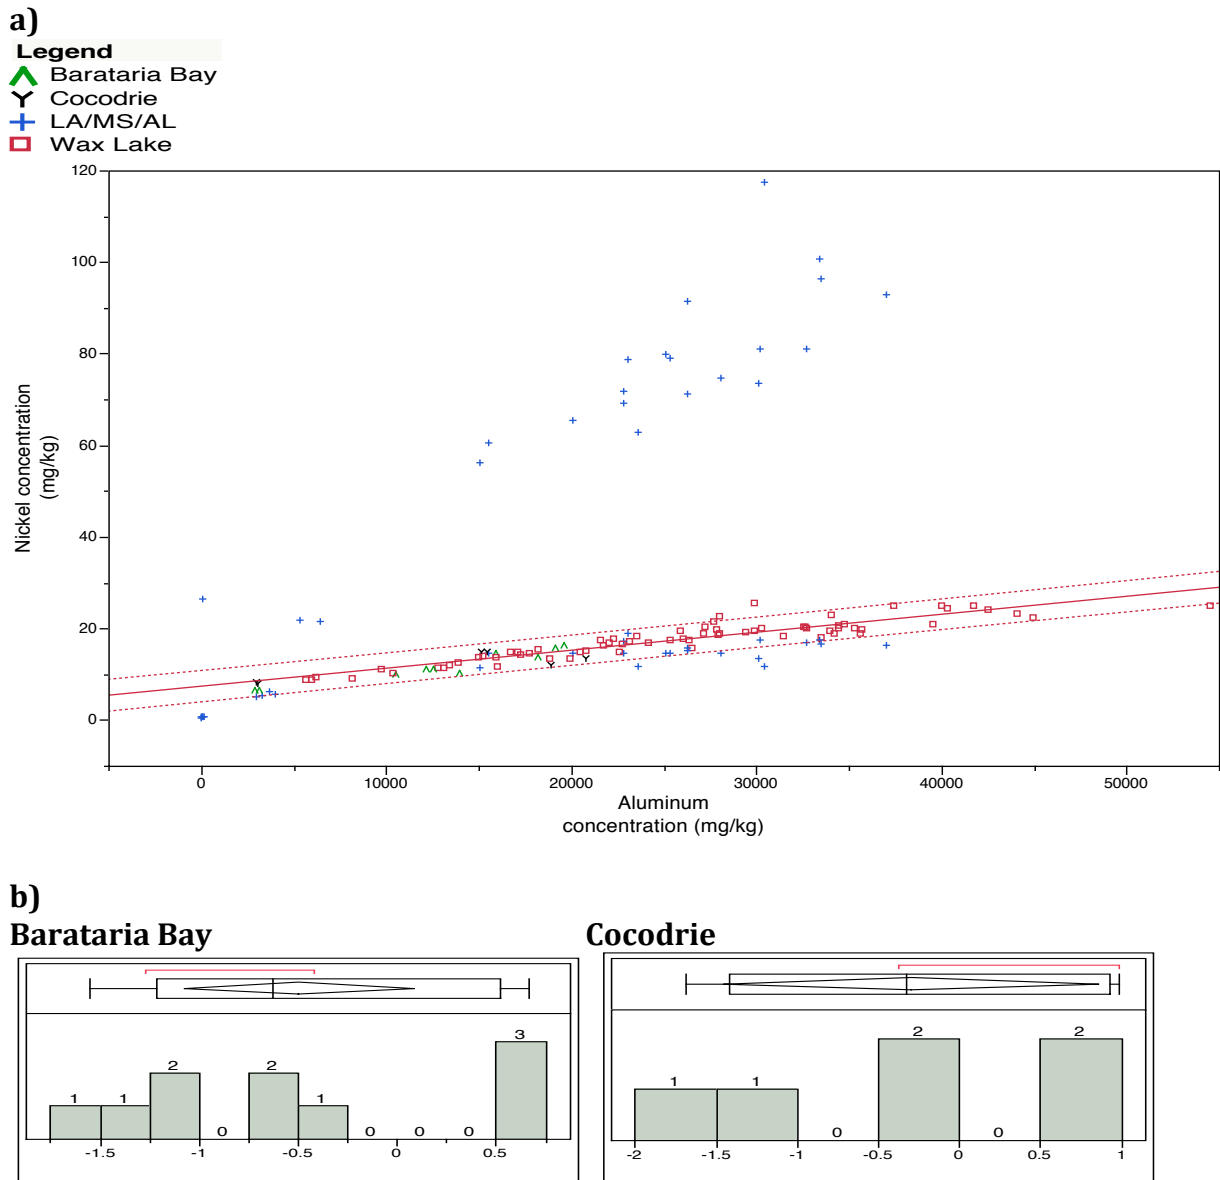 a)
Legend
Barataria Bay
Cocodrie
LA/MS/AL
Wax Lake
120
100
80
60
40
20
0
Nickel concentration
(mg/kg)
0 10000 20000 30000 40000 50000
Aluminum
concentration (mg/kg)
b)
Barataria Bay Cocodrie
1 1 2 0 2 1 0 0 0 3
-1.5 -1 -0.5 0 0.5
1 1 0 2 0 2
-2 -1.5 -1 -0.5 0 0.5 1